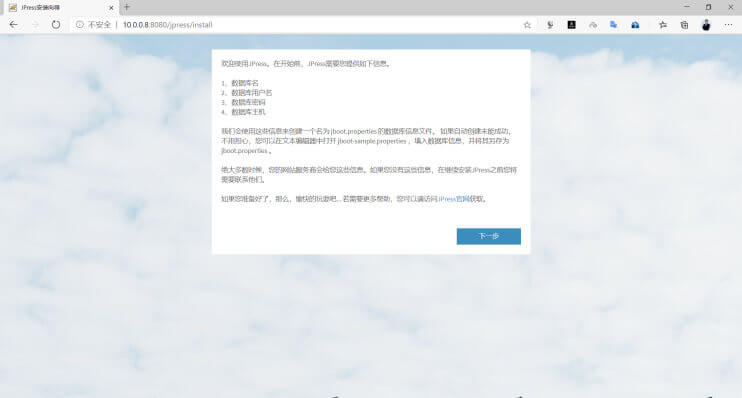 JPress安装向导
不安全 | 10.0.0.8:8080/jpress/install
欢迎使用JPress。在开始前，JPress需要您提供如下信息。
1、数据库名
2、数据库用户名
3、数据库密码
4、数据库主机
我们会使用这些信息来创建一个名为 jboot.properties 的数据库信息文件。 如果自动创建未能成功，
不用担心，您可以在文本编辑器中打开 jboot-sample.properties ，填入数据库信息，并将其另存为
jboot.properties 。
绝大多数时候，您的网站服务商会给您这些信息。如果您没有这些信息，在继续安装JPress之前您将
需要联系他们。
如果您准备好了，那么，愉快的玩耍吧... 若需要更多帮助，您可以请访问JPress官网获取。
下一步